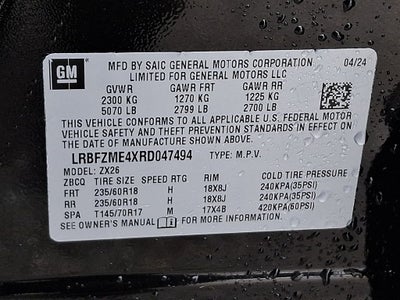 GM
MFD BY SAIC GENERAL MOTORS CORPORATION 04/24
LIMITED FOR GENERAL MOTORS LLC
GVWR GAWR FRT GAWR RR
2300 KG 1270 KG 1225 KG
5070 LB 2799 LB 2700 LB
THIS VEHICLE CONFORMS TO ALL APPLICABLE U.S. FEDERAL MOTOR
VEHICLE SAFETY AND THEFT PREVENTION STANDARDS IN EFFECT ON
THE DATE OF MANUFACTURE SHOWN ABOVE.
LRBFZME4XRD047494 TYPE: M.P.V.
MODEL: ZX26
ZBCQ TIRE SIZE SPEED RTG RIM COLD TIRE PRESSURE
FRT 235/60R18 H 18X8J 240KPA(35PSI)
RR 235/60R18 H 18X8J 240KPA(35PSI)
SPA T145/70R17 M 17X4B 420KPA(60PSI)
SEE OWNER'S MANUAL FOR ADDITIONAL INFORMATION.